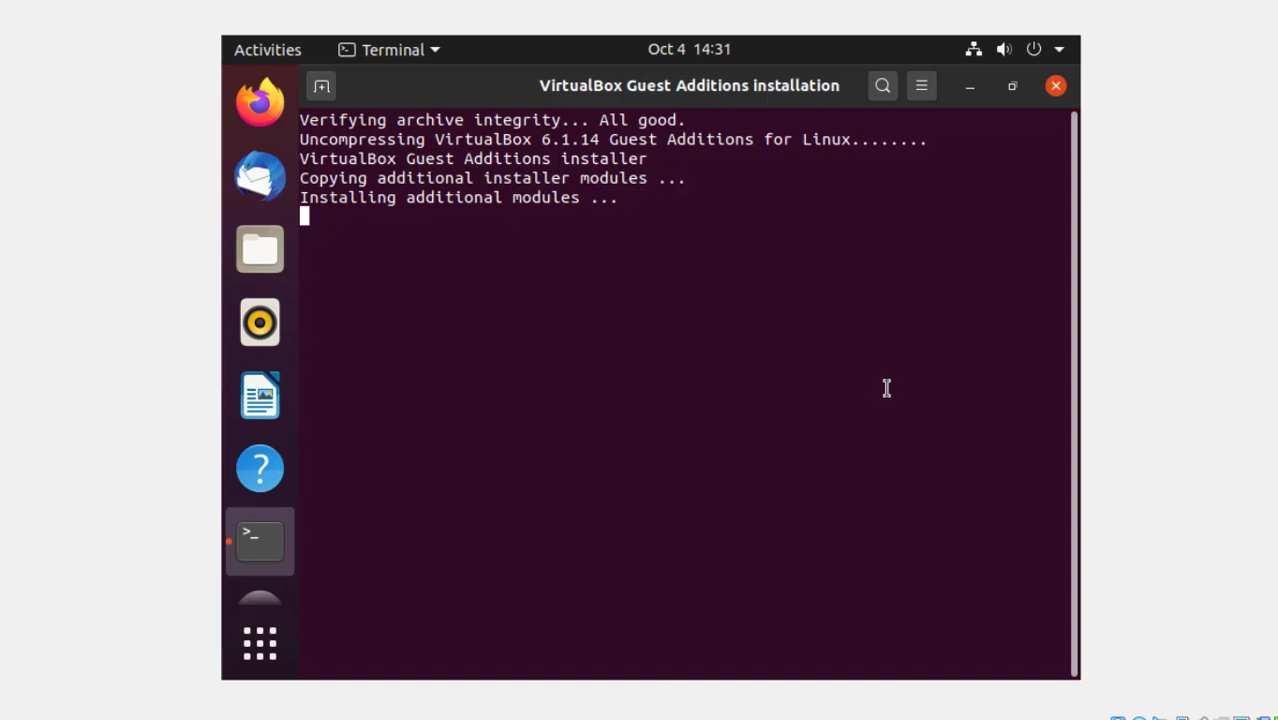 Activities
Terminal
Oct 4 14:31
VirtualBox Guest Additions installation
Verifying archive integrity... All good.
Uncompressing VirtualBox 6.1.14 Guest Additions for Linux........
VirtualBox Guest Additions installer
Copying additional installer modules ...
Installing additional modules ...